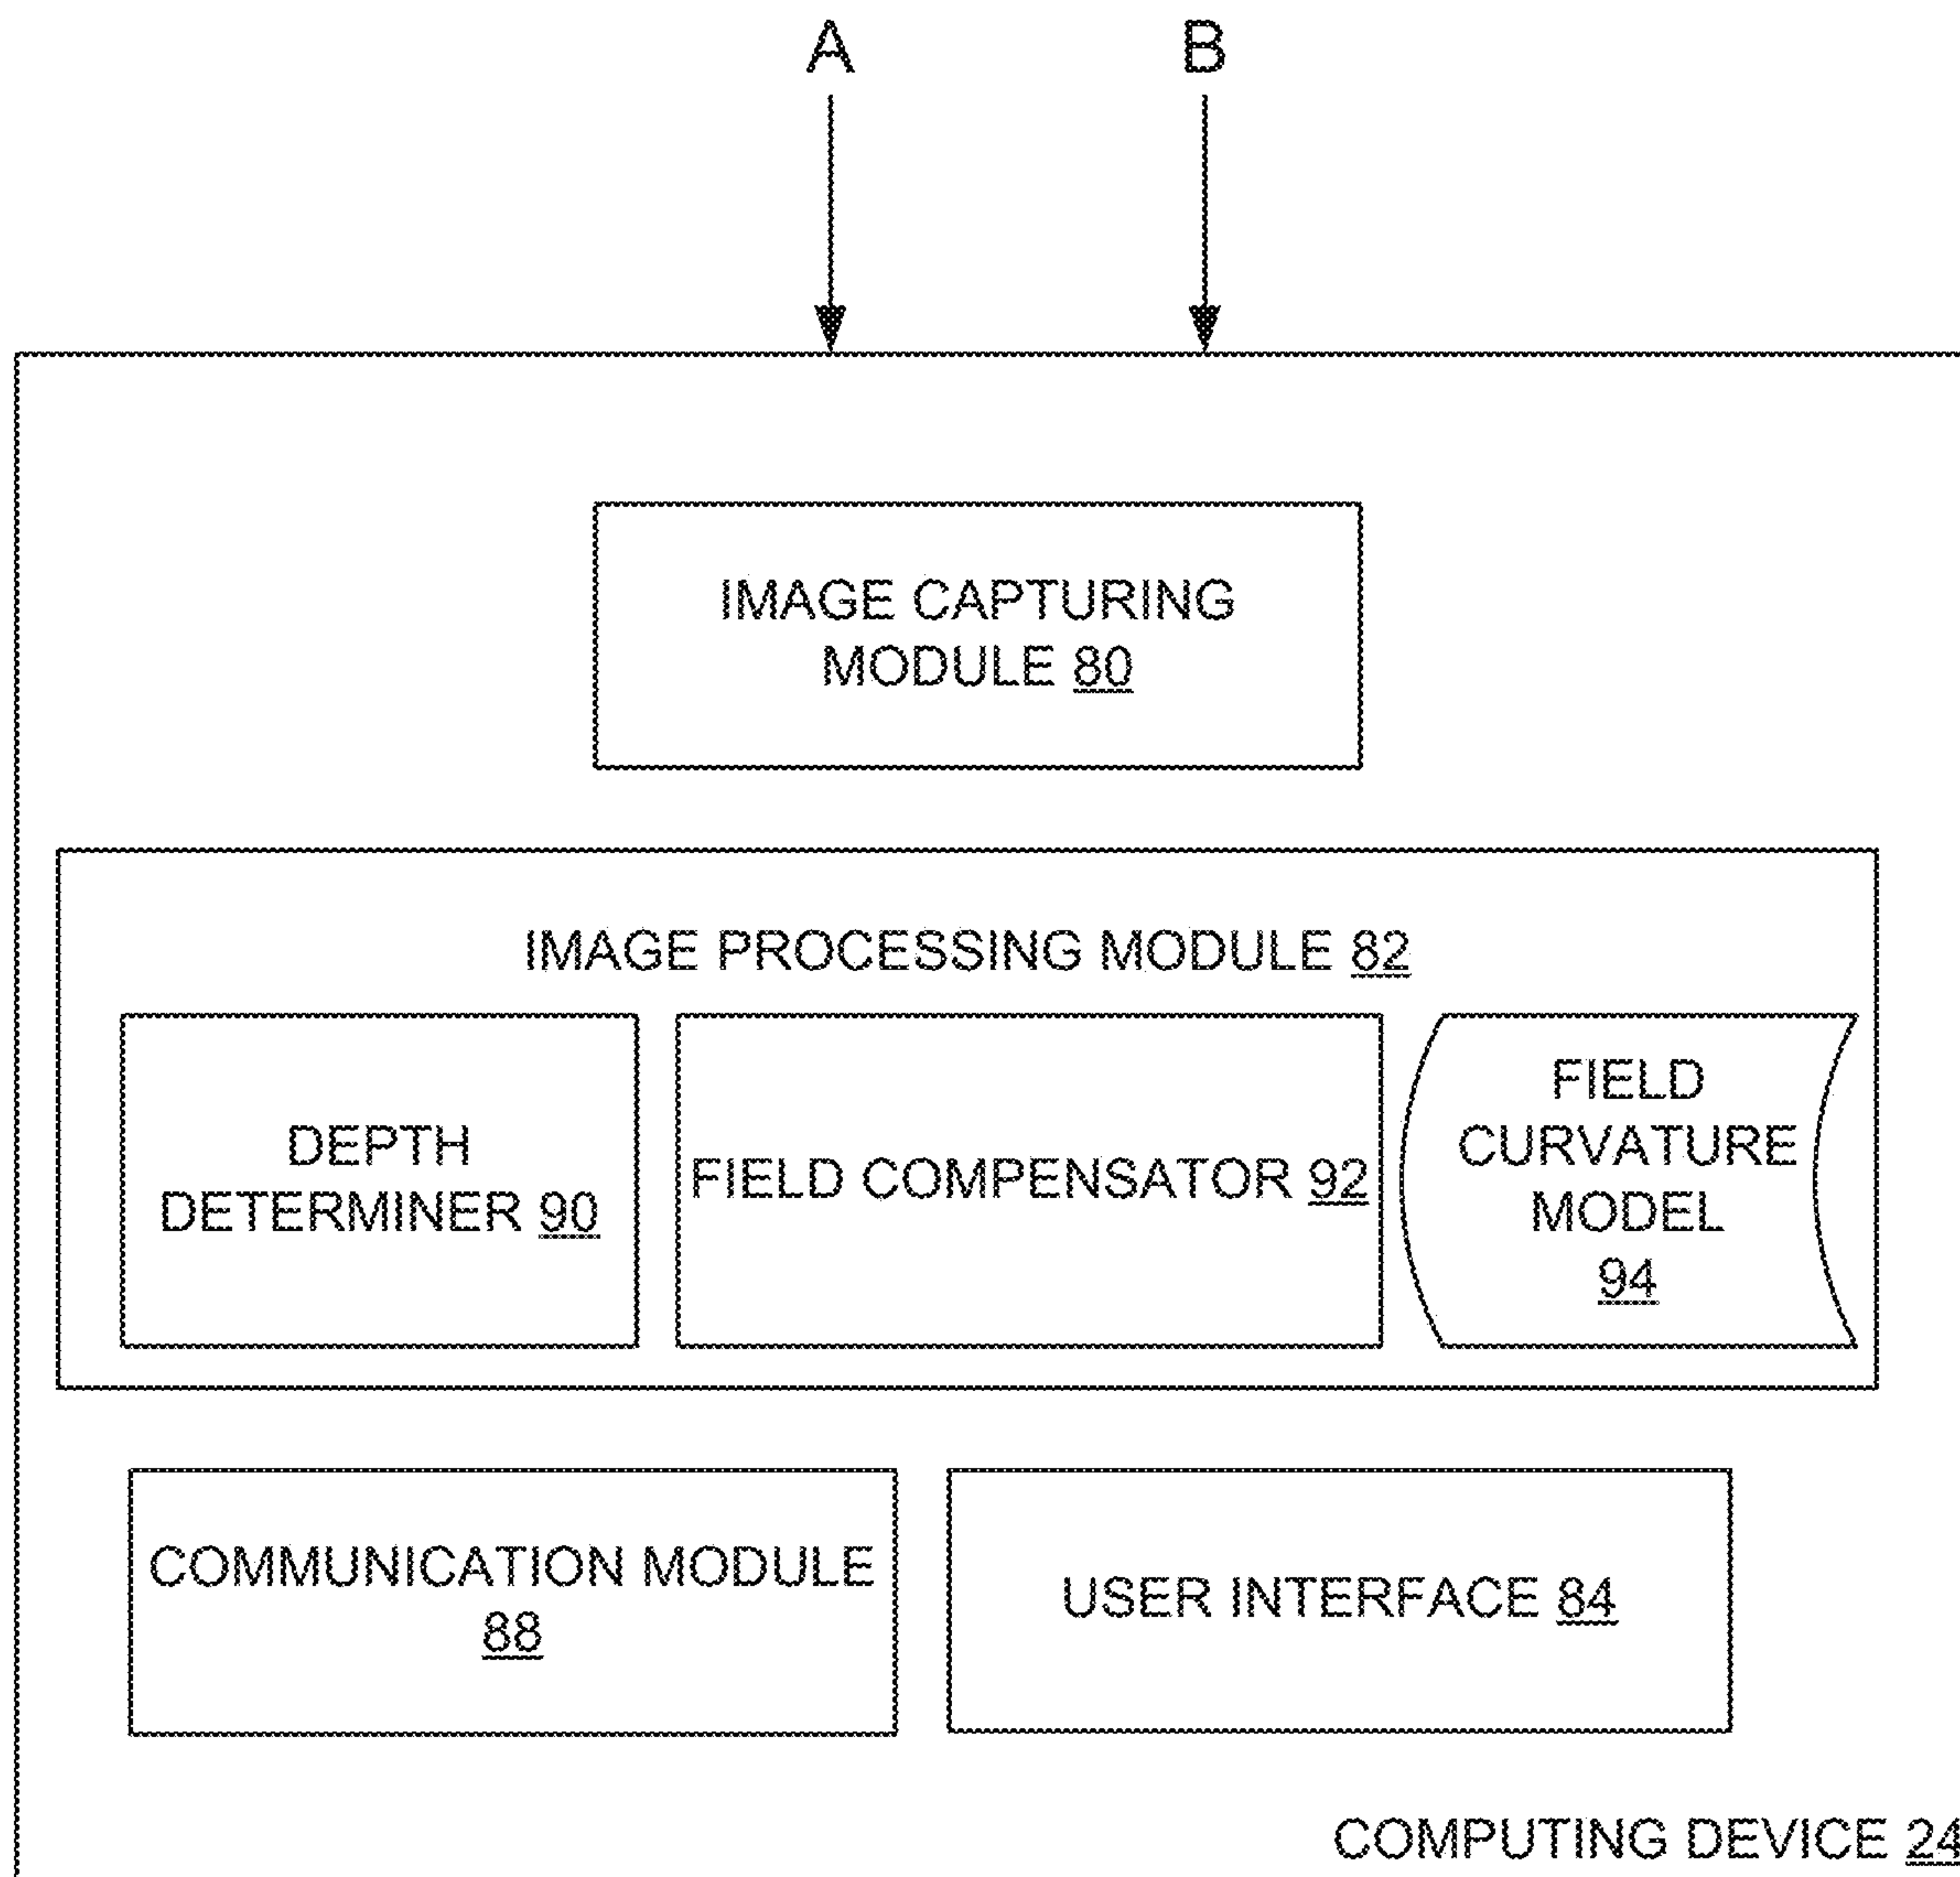 A B
IMAGE CAPTURING
MODULE 80
IMAGE PROCESSING MODULE 82
DEPTH
DETERMINER 90
FIELD COMPENSATOR 92
FIELD
CURVATURE
MODEL
94
COMMUNICATION MODULE
88
USER INTERFACE 84
COMPUTING DEVICE 24